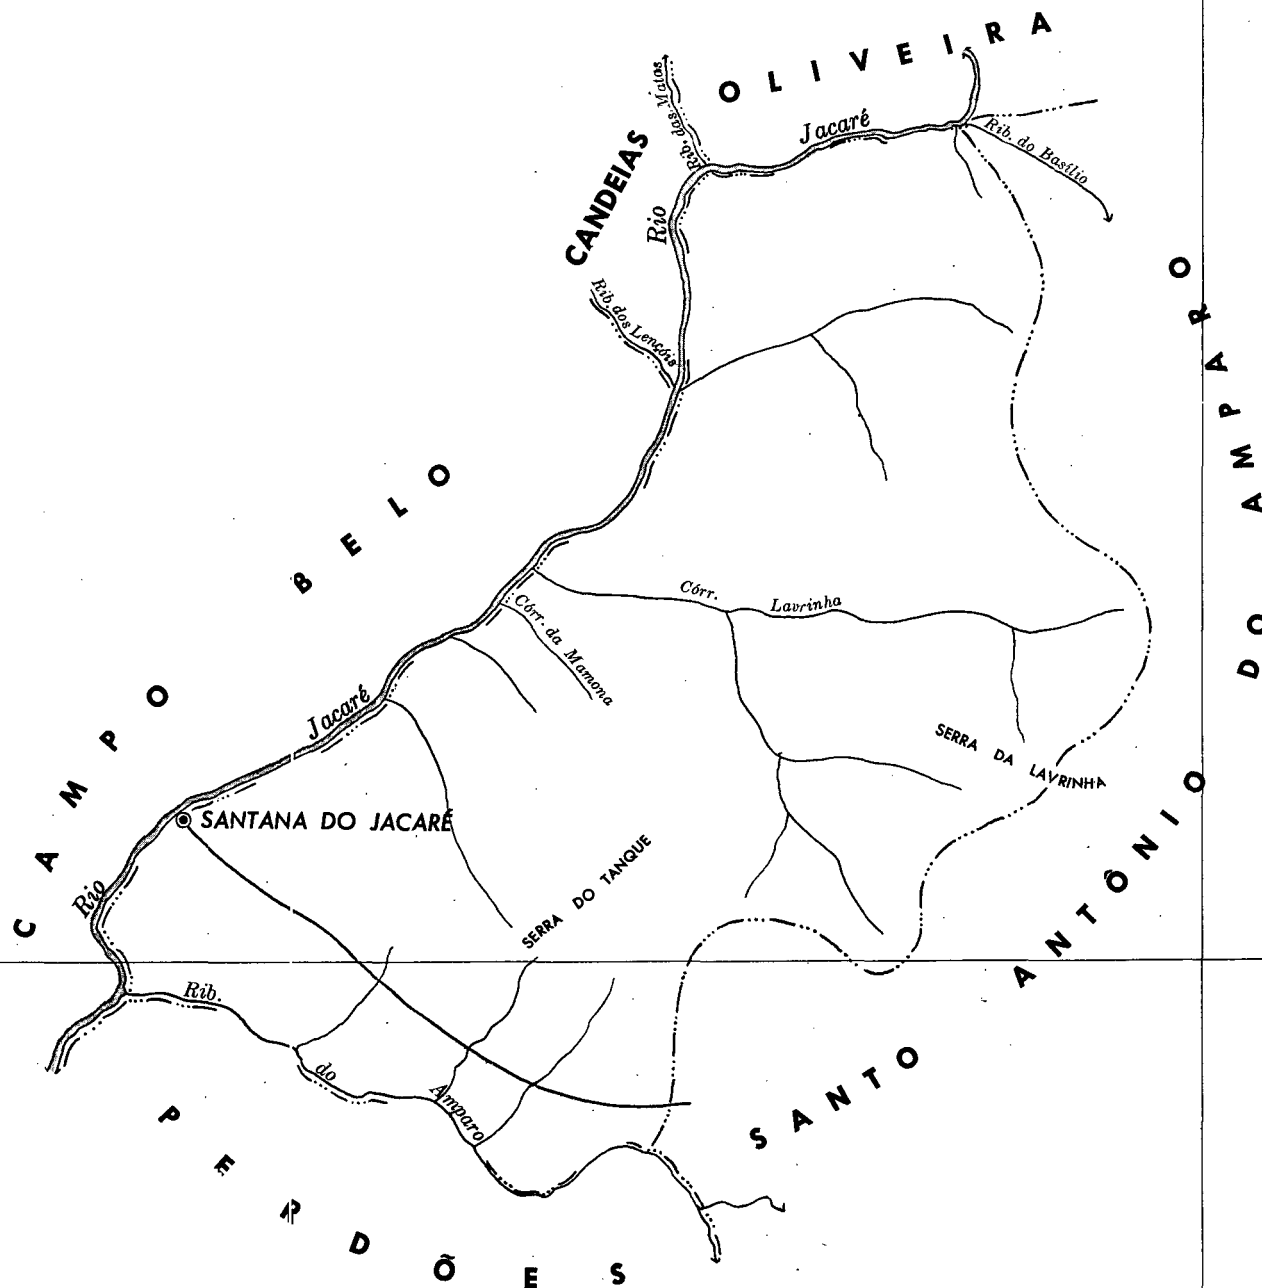 OLIVEIRA
CANDEIAS
Rib. das Matas
Rio Jacaré
Rib. do Basílio
Rib. dos Lençóis
CAMPO BELO
Córr. Lavrinha
Córr. da Mamona
Rio Jacaré
SANTANA DO JACARÉ
SERRA DA LAVRINHA
SERRA DO TANQUE
Rib. do Amparo
SANTO ANTÔNIO DO AMPARO
PERDÕES